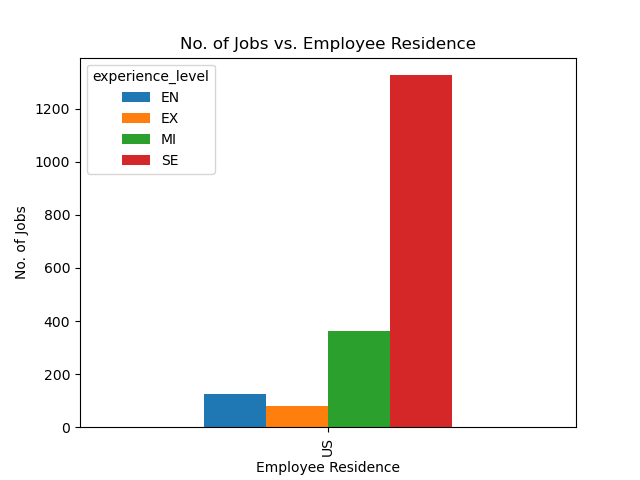 No. of Jobs vs. Employee Residence
experience_level
EN
EX
MI
SE
1200
1000
800
600
400
200
0
No. of Jobs
US
Employee Residence